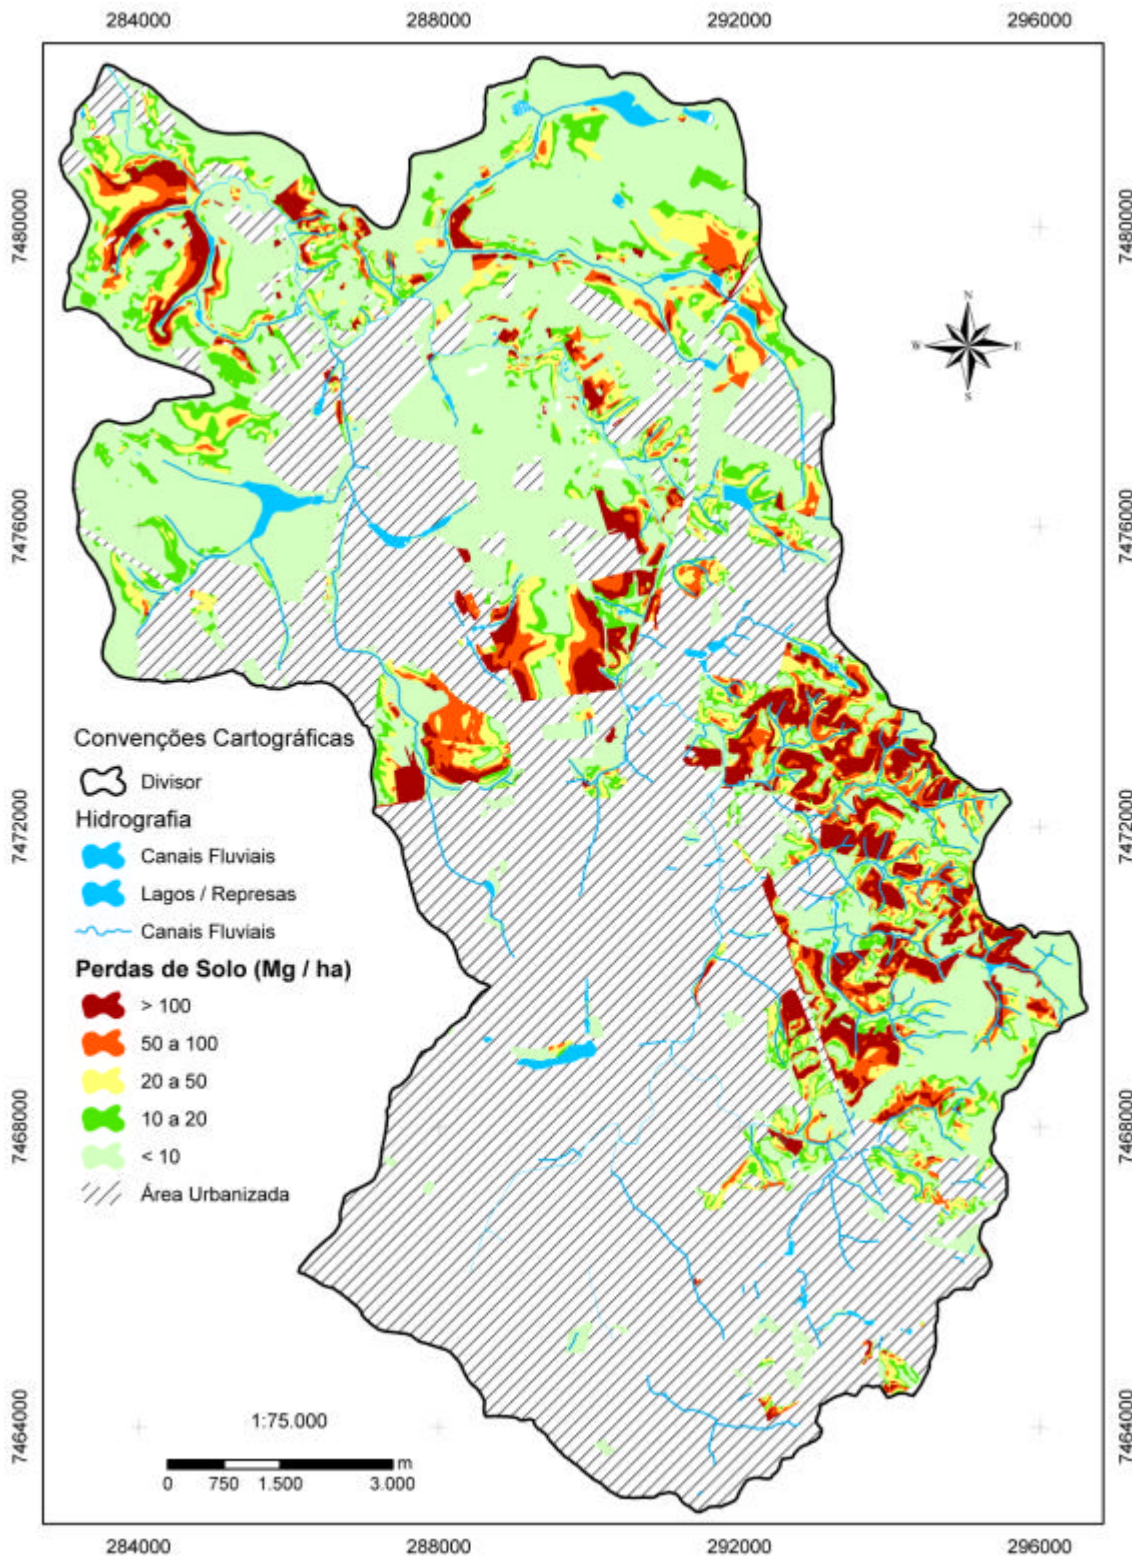 284000 288000 292000 296000
7480000 7480000
N
W E
S
7476000 7476000
Convenções Cartográficas
Divisor
Hidrografia
7472000 7472000
Canais Fluviais
Lagos / Represas
Canais Fluviais
Perdas de Solo (Mg / ha)
> 100
50 a 100
20 a 50
10 a 20
7468000 7468000
< 10
Área Urbanizada
1:75.000
7464000 7464000
m
0 750 1.500 3.000
284000 288000 292000 296000